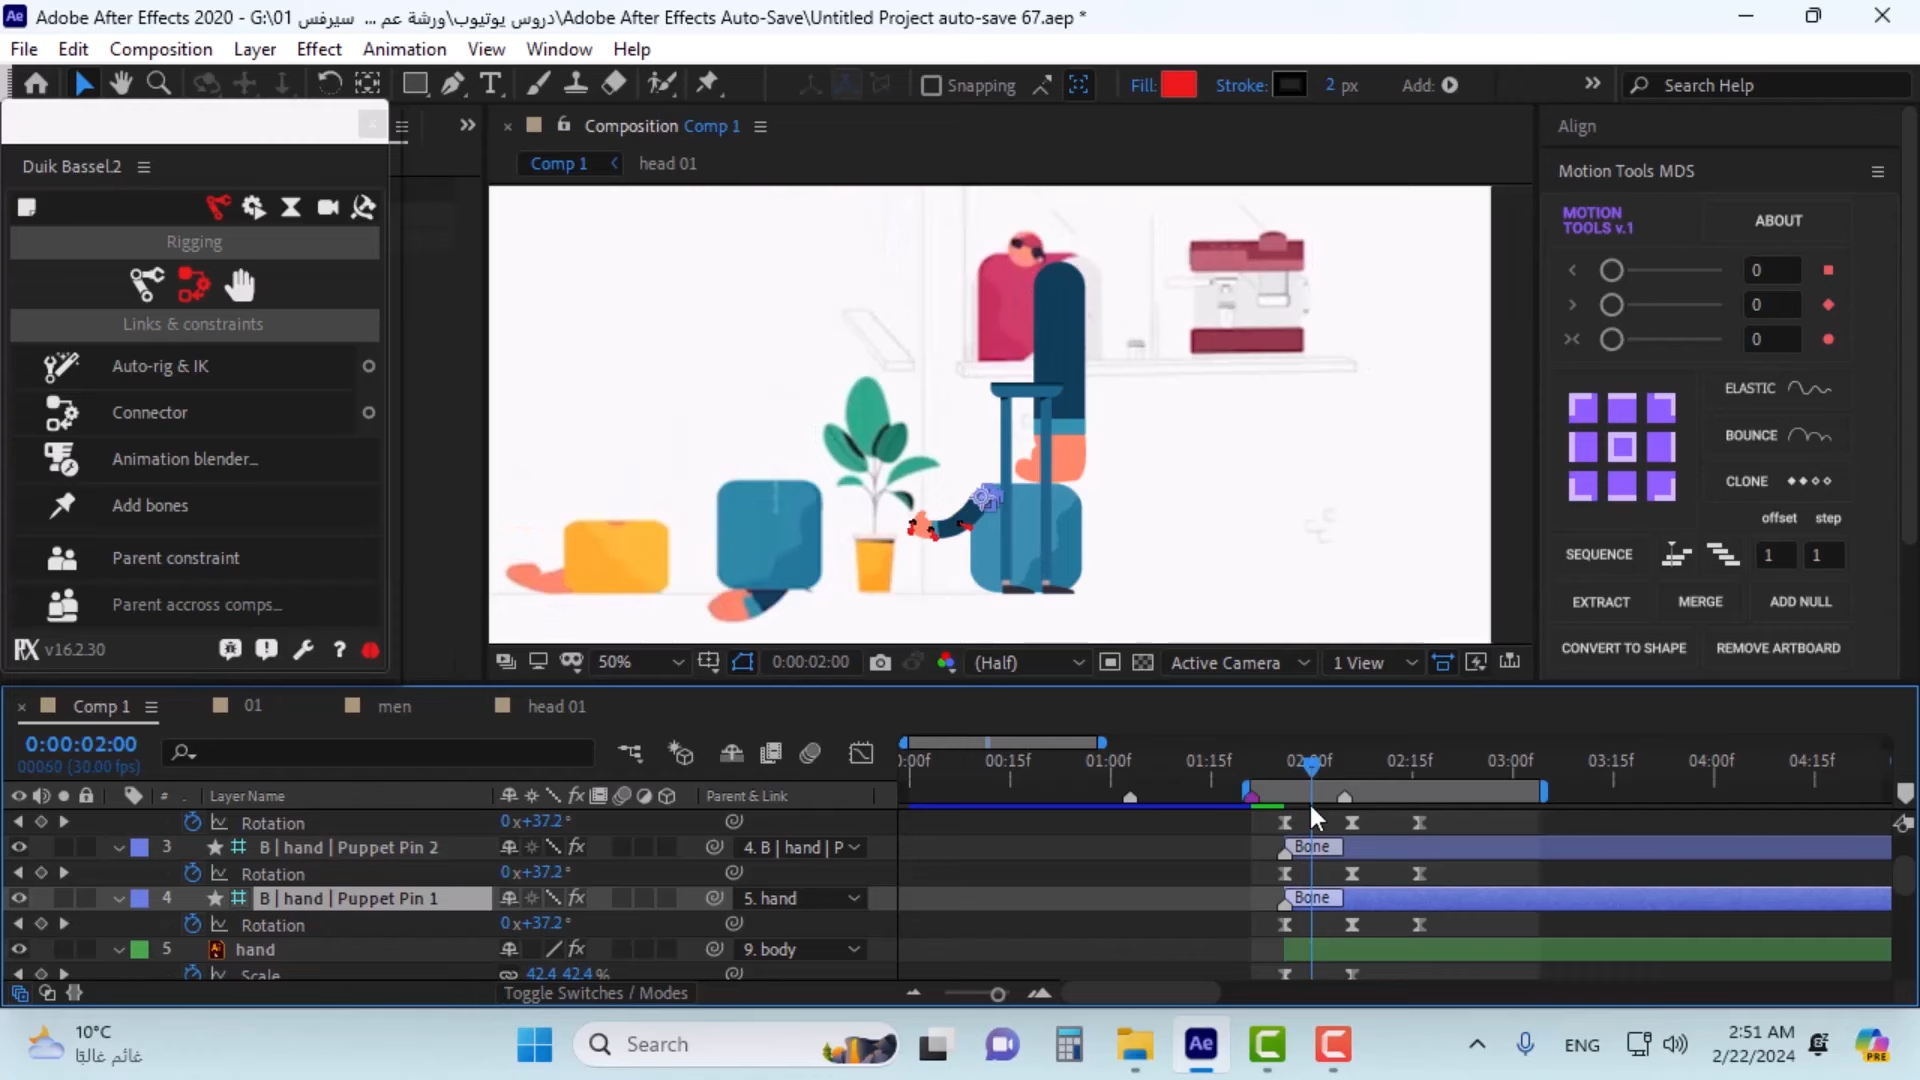 Adobe After Effects 2020 - G:\01 سيرفس ... دروس يوتيوب\ورشة عم\Adobe After Effects Auto-Save\Untitled Project auto-save 67.aep *
File Edit Composition Layer Effect Animation View Window Help
Snapping Fill: Stroke: 2 px Add: Search Help
Duik Bassel.2
Rigging
Links & constraints
Auto-rig & IK
Connector
Animation blender...
Add bones
Parent constraint
Parent accross comps...
v16.2.30
Composition Comp 1
Comp 1 head 01
50% 0:00:02:00 (Half) Active Camera 1 View
Align
Motion Tools MDS
MOTION TOOLS v.1 ABOUT
0
0
0
ELASTIC
BOUNCE
CLONE
offset step
SEQUENCE 1 1
EXTRACT MERGE ADD NULL
CONVERT TO SHAPE REMOVE ARTBOARD
Comp 1 01 men head 01
0:00:02:00
00060 (30.00 fps)
0:00f 00:15f 01:00f 01:15f 02:00f 02:15f 03:00f 03:15f 04:00f 04:15f
# Layer Name Parent & Link
Rotation 0x+37.2°
3 B | hand | Puppet Pin 2 4. B | hand | P Bone
Rotation 0x+37.2°
4 B | hand | Puppet Pin 1 5. hand Bone
Rotation 0x+37.2°
5 hand 9. body
Scale 42.4 42.4%
Toggle Switches / Modes
10°C
غائم غالبًا
Search
Ae
ENG
2:51 AM
2/22/2024
PRE